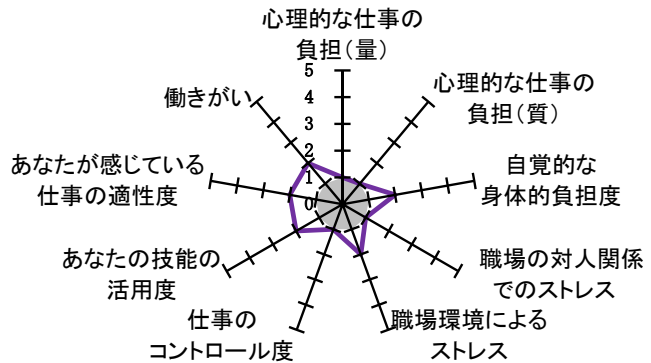 心理的な仕事の
負担（量）
心理的な仕事の
負担（質）
自覚的な
身体的負担度
職場の対人関係
でのストレス
職場環境による
ストレス
仕事の
コントロール度
あなたの技能の
活用度
あなたが感じている
仕事の適性度
働きがい
5
4
3
2
1
0